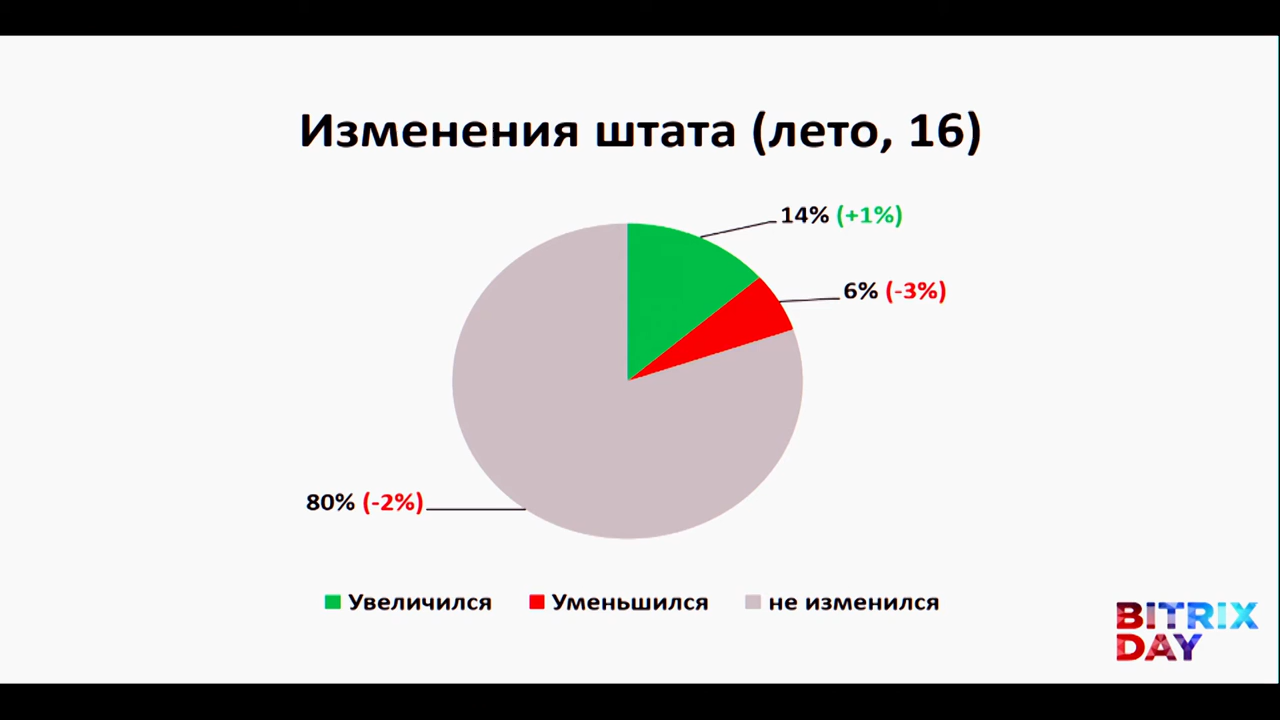 Изменения штата (лето, 16)
14% (+1%)
6% (-3%)
80% (-2%)
Увеличился Уменьшился не изменился
BITRIX
DAY